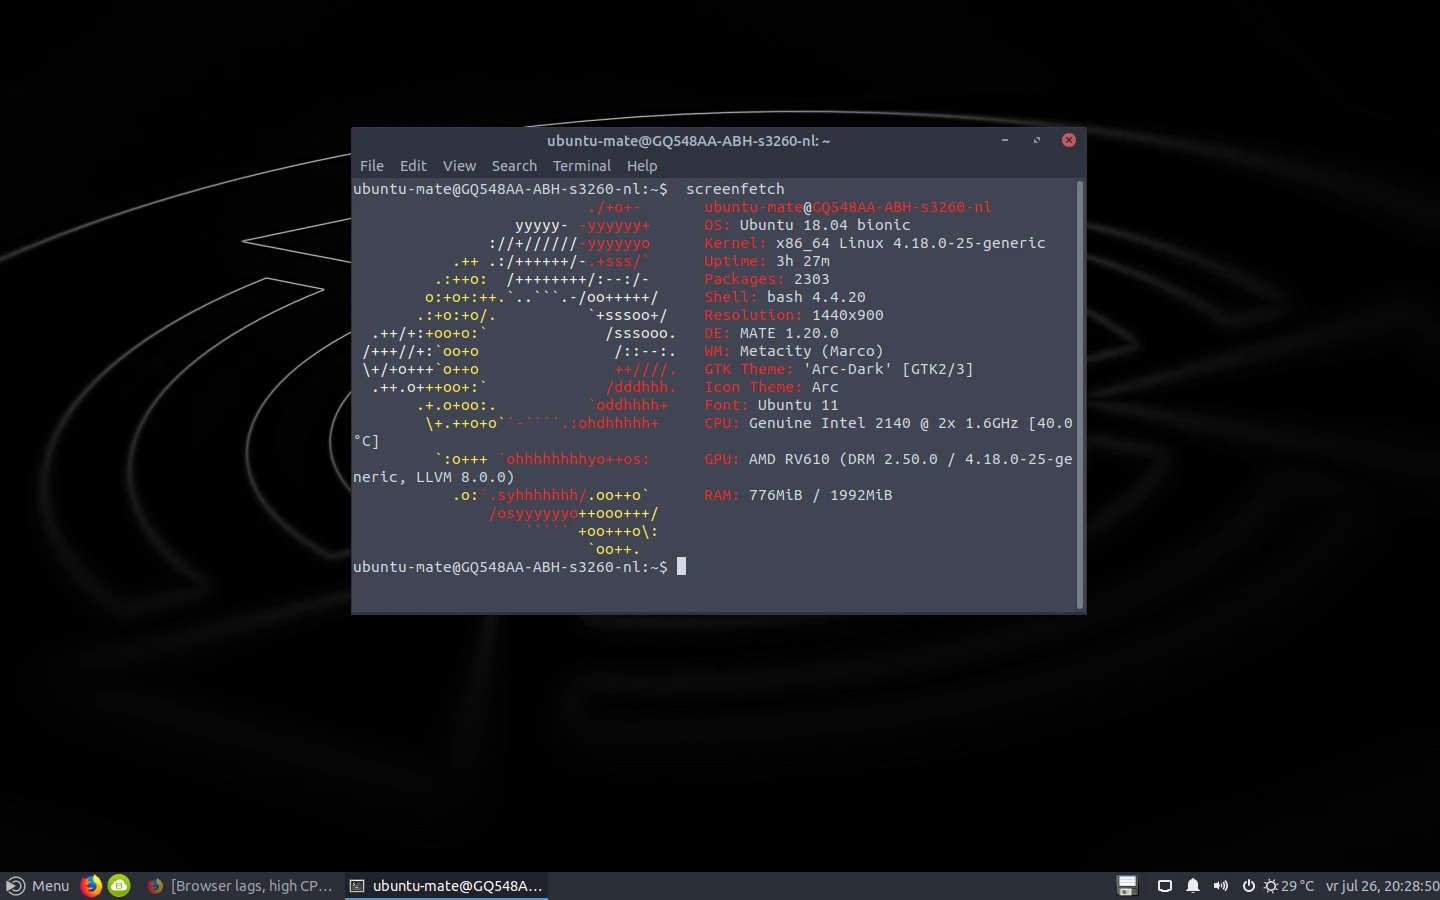 ubuntu-mate@GQ548AA-ABH-s3260-nl: ~
File Edit View Search Terminal Help
ubuntu-mate@GQ548AA-ABH-s3260-nl:~$  screenfetch
                          ./+o+-       ubuntu-mate@GQ548AA-ABH-s3260-nl
                  yyyyy- -yyyyyy+      OS: Ubuntu 18.04 bionic
               ://+//////-yyyyyyo      Kernel: x86_64 Linux 4.18.0-25-generic
           .++ .:/++++++/-.+sss/`      Uptime: 3h 27m
         .:++o:  /++++++++/:--:/-      Packages: 2303
        o:+o+:++.`..```.-/oo+++++/     Shell: bash 4.4.20
       .:+o:+o/.          `+sssoo+/    Resolution: 1440x900
  .++/+:+oo+o:`             /sssooo.   DE: MATE 1.20.0
 /+++//+:`oo+o               /::--:.   WM: Metacity (Marco)
 \+/+o+++`o++o               ++////.   GTK Theme: 'Arc-Dark' [GTK2/3]
  .++.o+++oo+:`             /dddhhh.   Icon Theme: Arc
       .+.o+oo:.          `oddhhhh+    Font: Ubuntu 11
        \+.++o+o``-````.:ohdhhhhh+     CPU: Genuine Intel 2140 @ 2x 1.6GHz [40.0
°C]
         `:o+++ `ohhhhhhhhyo++os:      GPU: AMD RV610 (DRM 2.50.0 / 4.18.0-25-ge
neric, LLVM 8.0.0)
           .o:`.syhhhhhhh/.oo++o`      RAM: 776MiB / 1992MiB
               /osyyyyyyo++ooo+++/
                   ````` +oo+++o\:
                          `oo++.
ubuntu-mate@GQ548AA-ABH-s3260-nl:~$
Menu [Browser lags, high CP... ubuntu-mate@GQ548A... 29 °C vr jul 26, 20:28:50